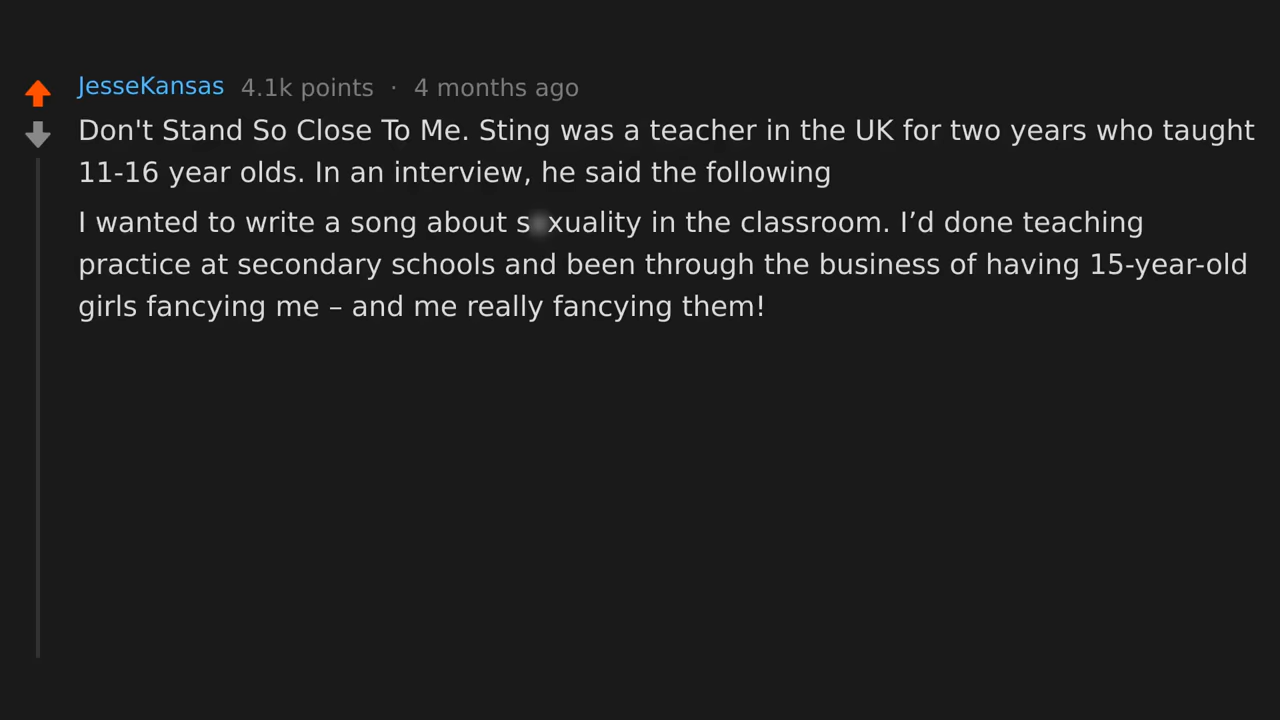 JesseKansas 4.1k points · 4 months ago
Don't Stand So Close To Me. Sting was a teacher in the UK for two years who taught
11-16 year olds. In an interview, he said the following
I wanted to write a song about s xuality in the classroom. I’d done teaching
practice at secondary schools and been through the business of having 15-year-old
girls fancying me – and me really fancying them!